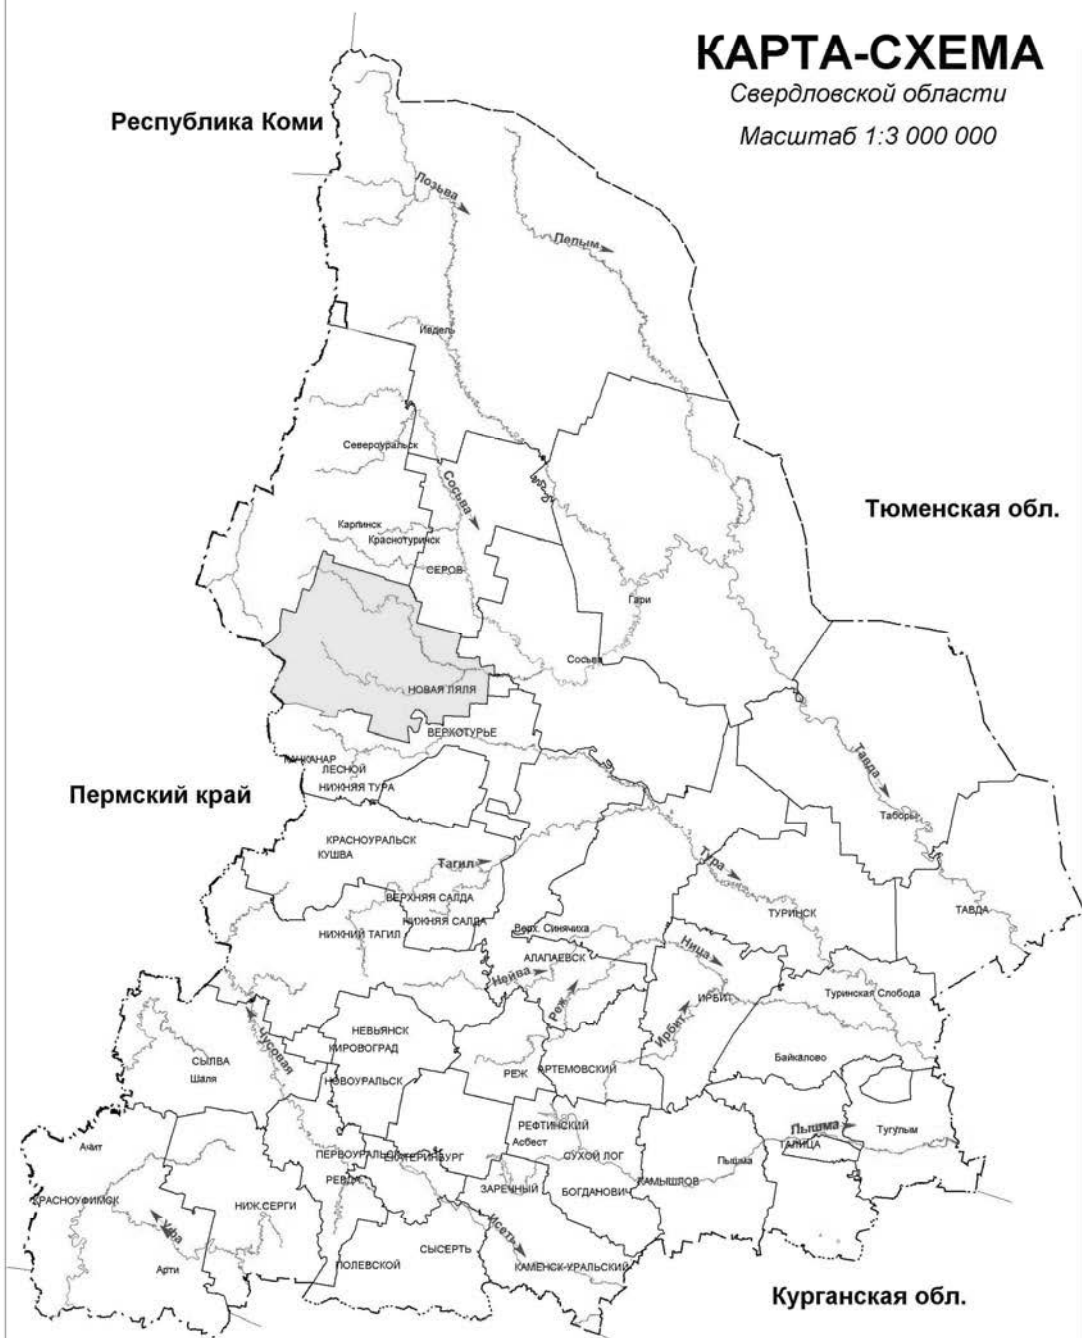 КАРТА-СХЕМА
Свердловской области
Масштаб 1:3 000 000
Республика Коми
Лозьва
Пелым
Ивдель
Североуральск
Сосьва
Тюменская обл.
Карпинск
Краснотурьинск
СЕРОВ
Гари
Сосьва
НОВАЯ ЛЯЛЯ
ВЕРХОТУРЬЕ
КАЧКАНАР
ЛЕСНОЙ
НИЖНЯЯ ТУРА
Пермский край
Тавда
Таборы
КРАСНОУРАЛЬСК
КУШВА
Тагил
Тура
ВЕРХНЯЯ САЛДА
НИЖНЯЯ САЛДА
НИЖНИЙ ТАГИЛ
ТУРИНСК
ТАВДА
Верх. Синячиха
АЛАПАЕВСК
Ница
Нейва
Реж
ИРБИТ
Ирбит
Туринская Слобода
Чусовая
НЕВЬЯНСК
КИРОВОГРАД
СЫЛВА
Шаля
НОВОУРАЛЬСК
РЕЖ
АРТЕМОВСКИЙ
Байкалово
РЕФТИНСКИЙ
Асбест
Пышма
Тугулым
ТАЛИЦА
Ачит
ПЕРВОУРАЛЬСК
ЕКАТЕРИНБУРГ
СУХОЙ ЛОГ
Пышма
РЕВДА
ЗАРЕЧНЫЙ
БОГДАНОВИЧ
КАМЫШЛОВ
КРАСНОУФИМСК
НИЖ.СЕРГИ
Уфа
Исеть
СЫСЕРТЬ
Арти
ПОЛЕВСКОЙ
КАМЕНСК-УРАЛЬСКИЙ
Курганская обл.